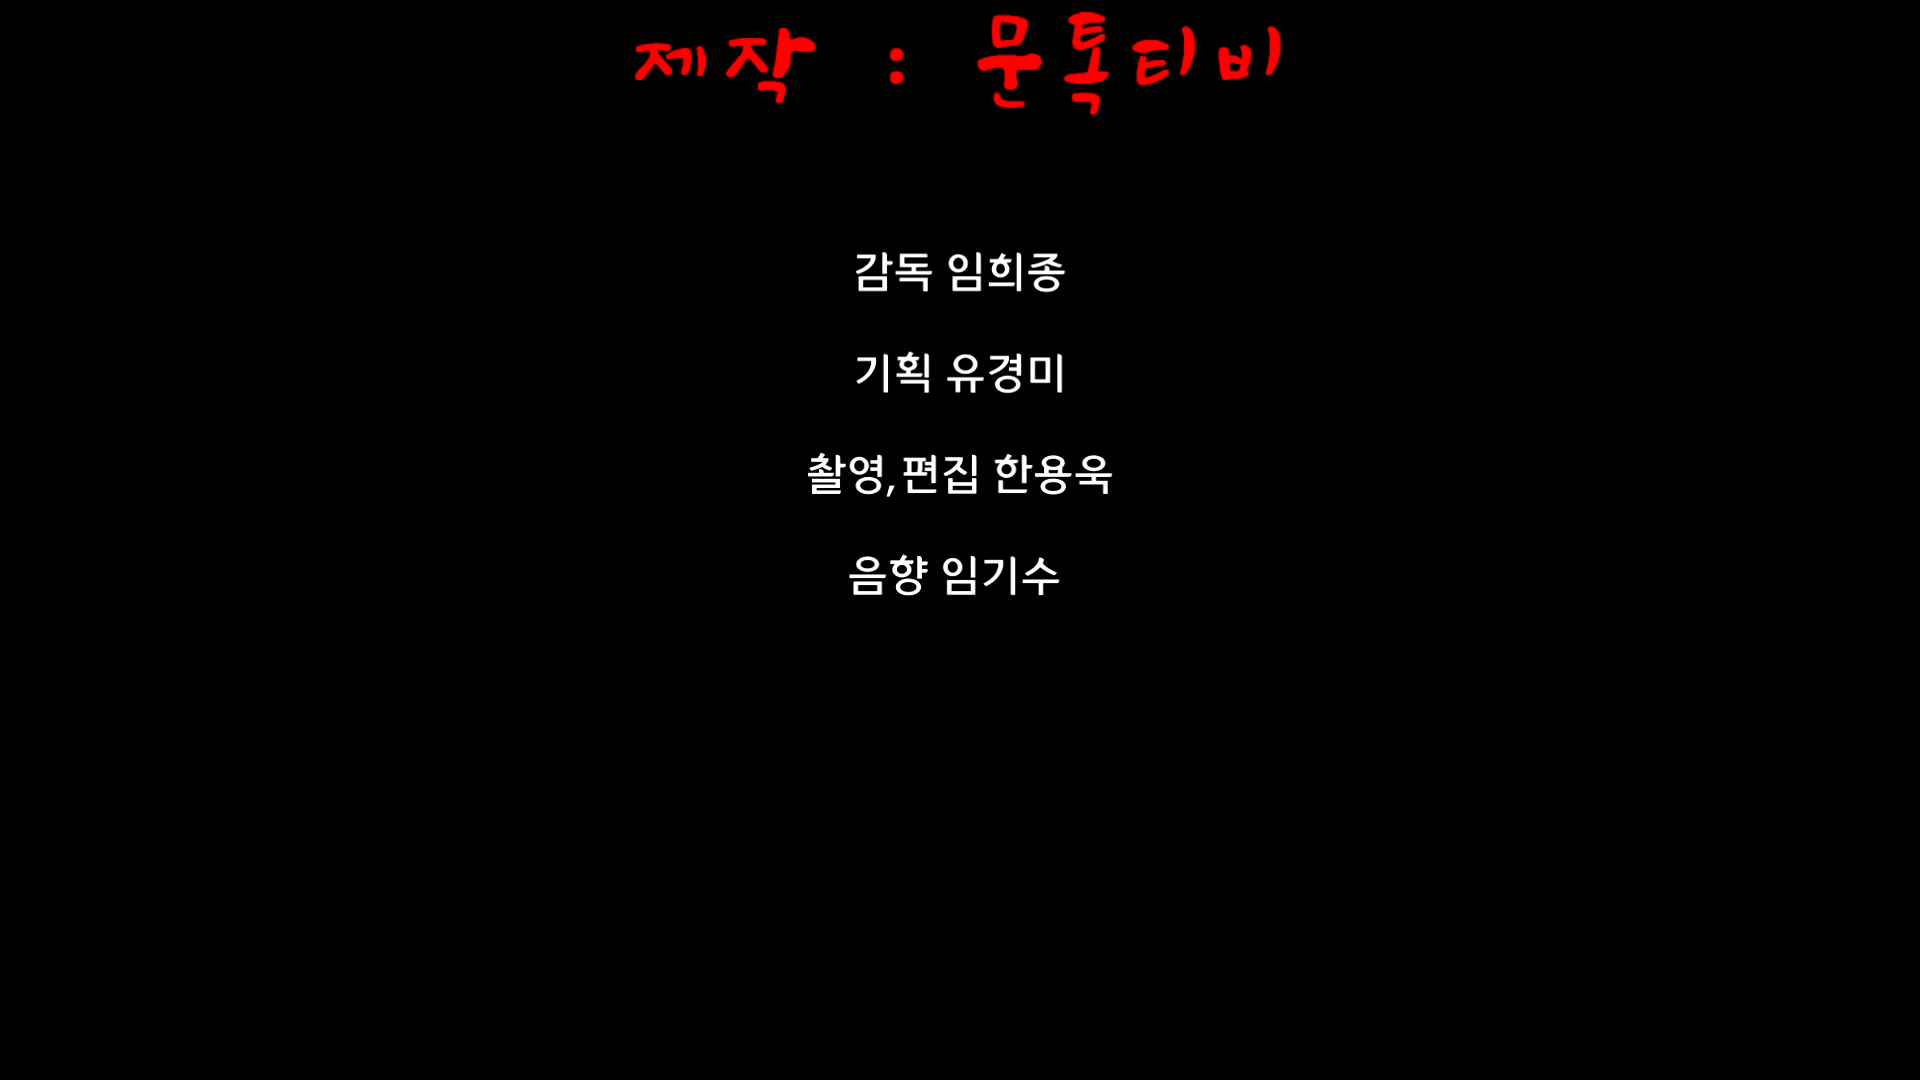 제작 : 문톡티비
감독 임희종
기획 유경미
촬영,편집 한용욱
음향 임기수